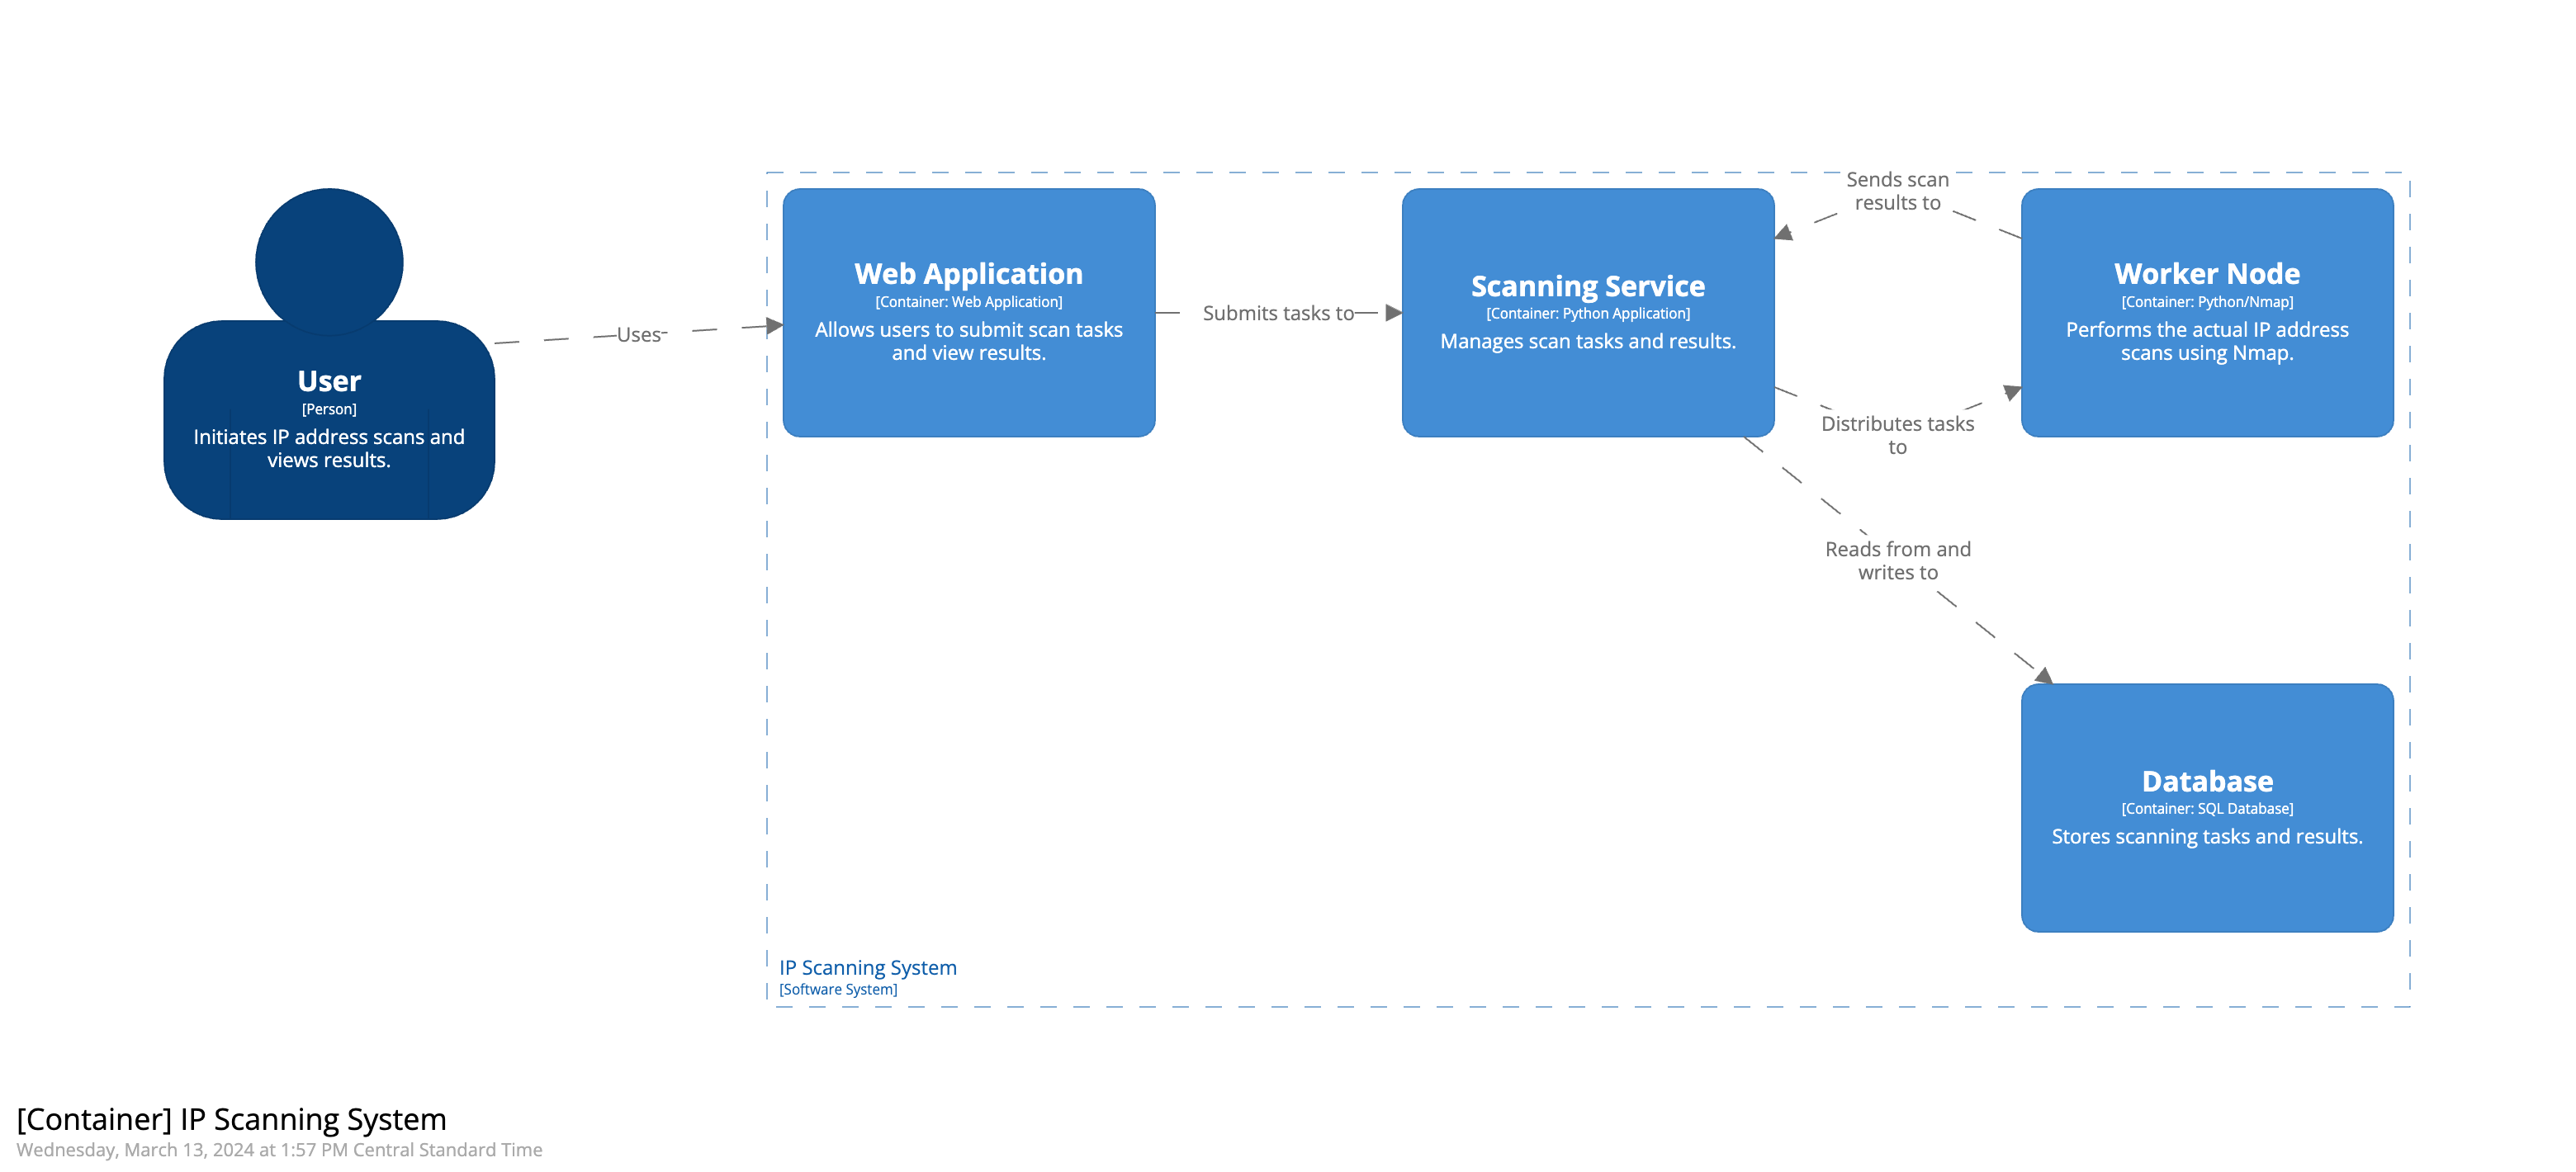 User
[Person]
Initiates IP address scans and
views results.
Uses
Web Application
[Container: Web Application]
Allows users to submit scan tasks
and view results.
Submits tasks to
Scanning Service
[Container: Python Application]
Manages scan tasks and results.
Sends scan
results to
Distributes tasks
to
Worker Node
[Container: Python/Nmap]
Performs the actual IP address
scans using Nmap.
Reads from and
writes to
Database
[Container: SQL Database]
Stores scanning tasks and results.
IP Scanning System
[Software System]
[Container] IP Scanning System
Wednesday, March 13, 2024 at 1:57 PM Central Standard Time